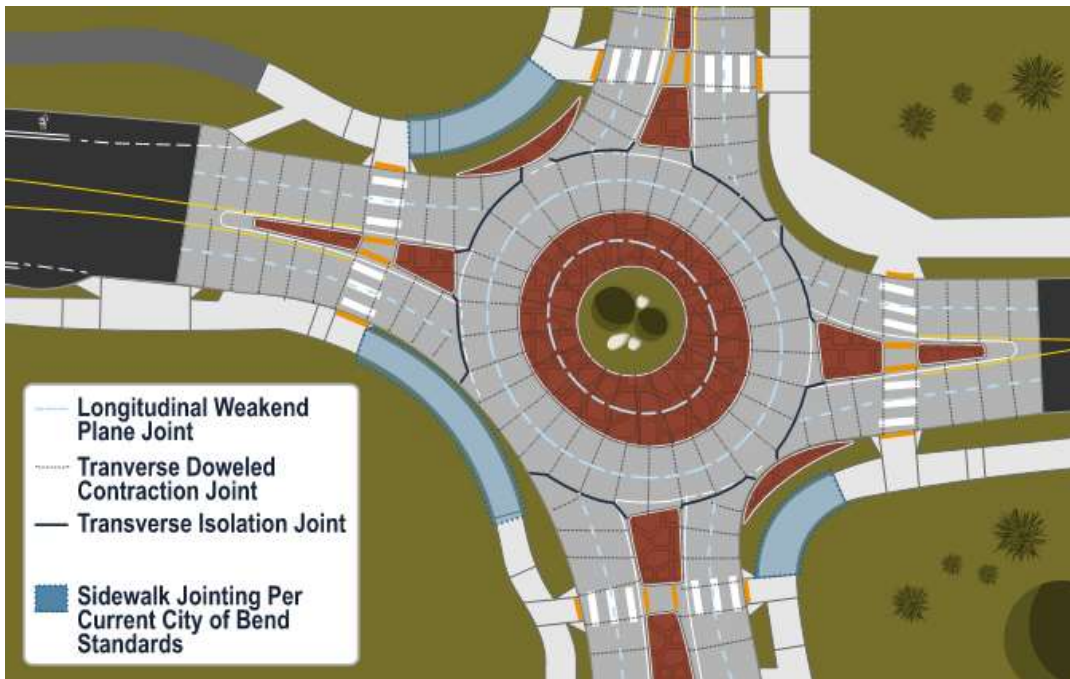 Longitudinal Weakend
Plane Joint
Tranverse Doweled
Contraction Joint
Transverse Isolation Joint
Sidewalk Jointing Per
Current City of Bend
Standards